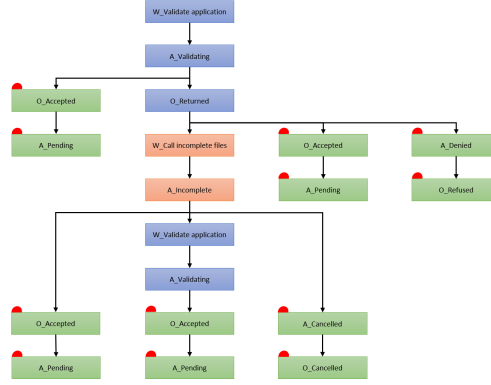 W_Validate application
A_Validating
O_Accepted
O_Returned
A_Pending
W_Call incomplete files
O_Accepted
A_Denied
A_Incomplete
A_Pending
O_Refused
W_Validate application
A_Validating
O_Accepted
O_Accepted
A_Cancelled
A_Pending
A_Pending
O_Cancelled